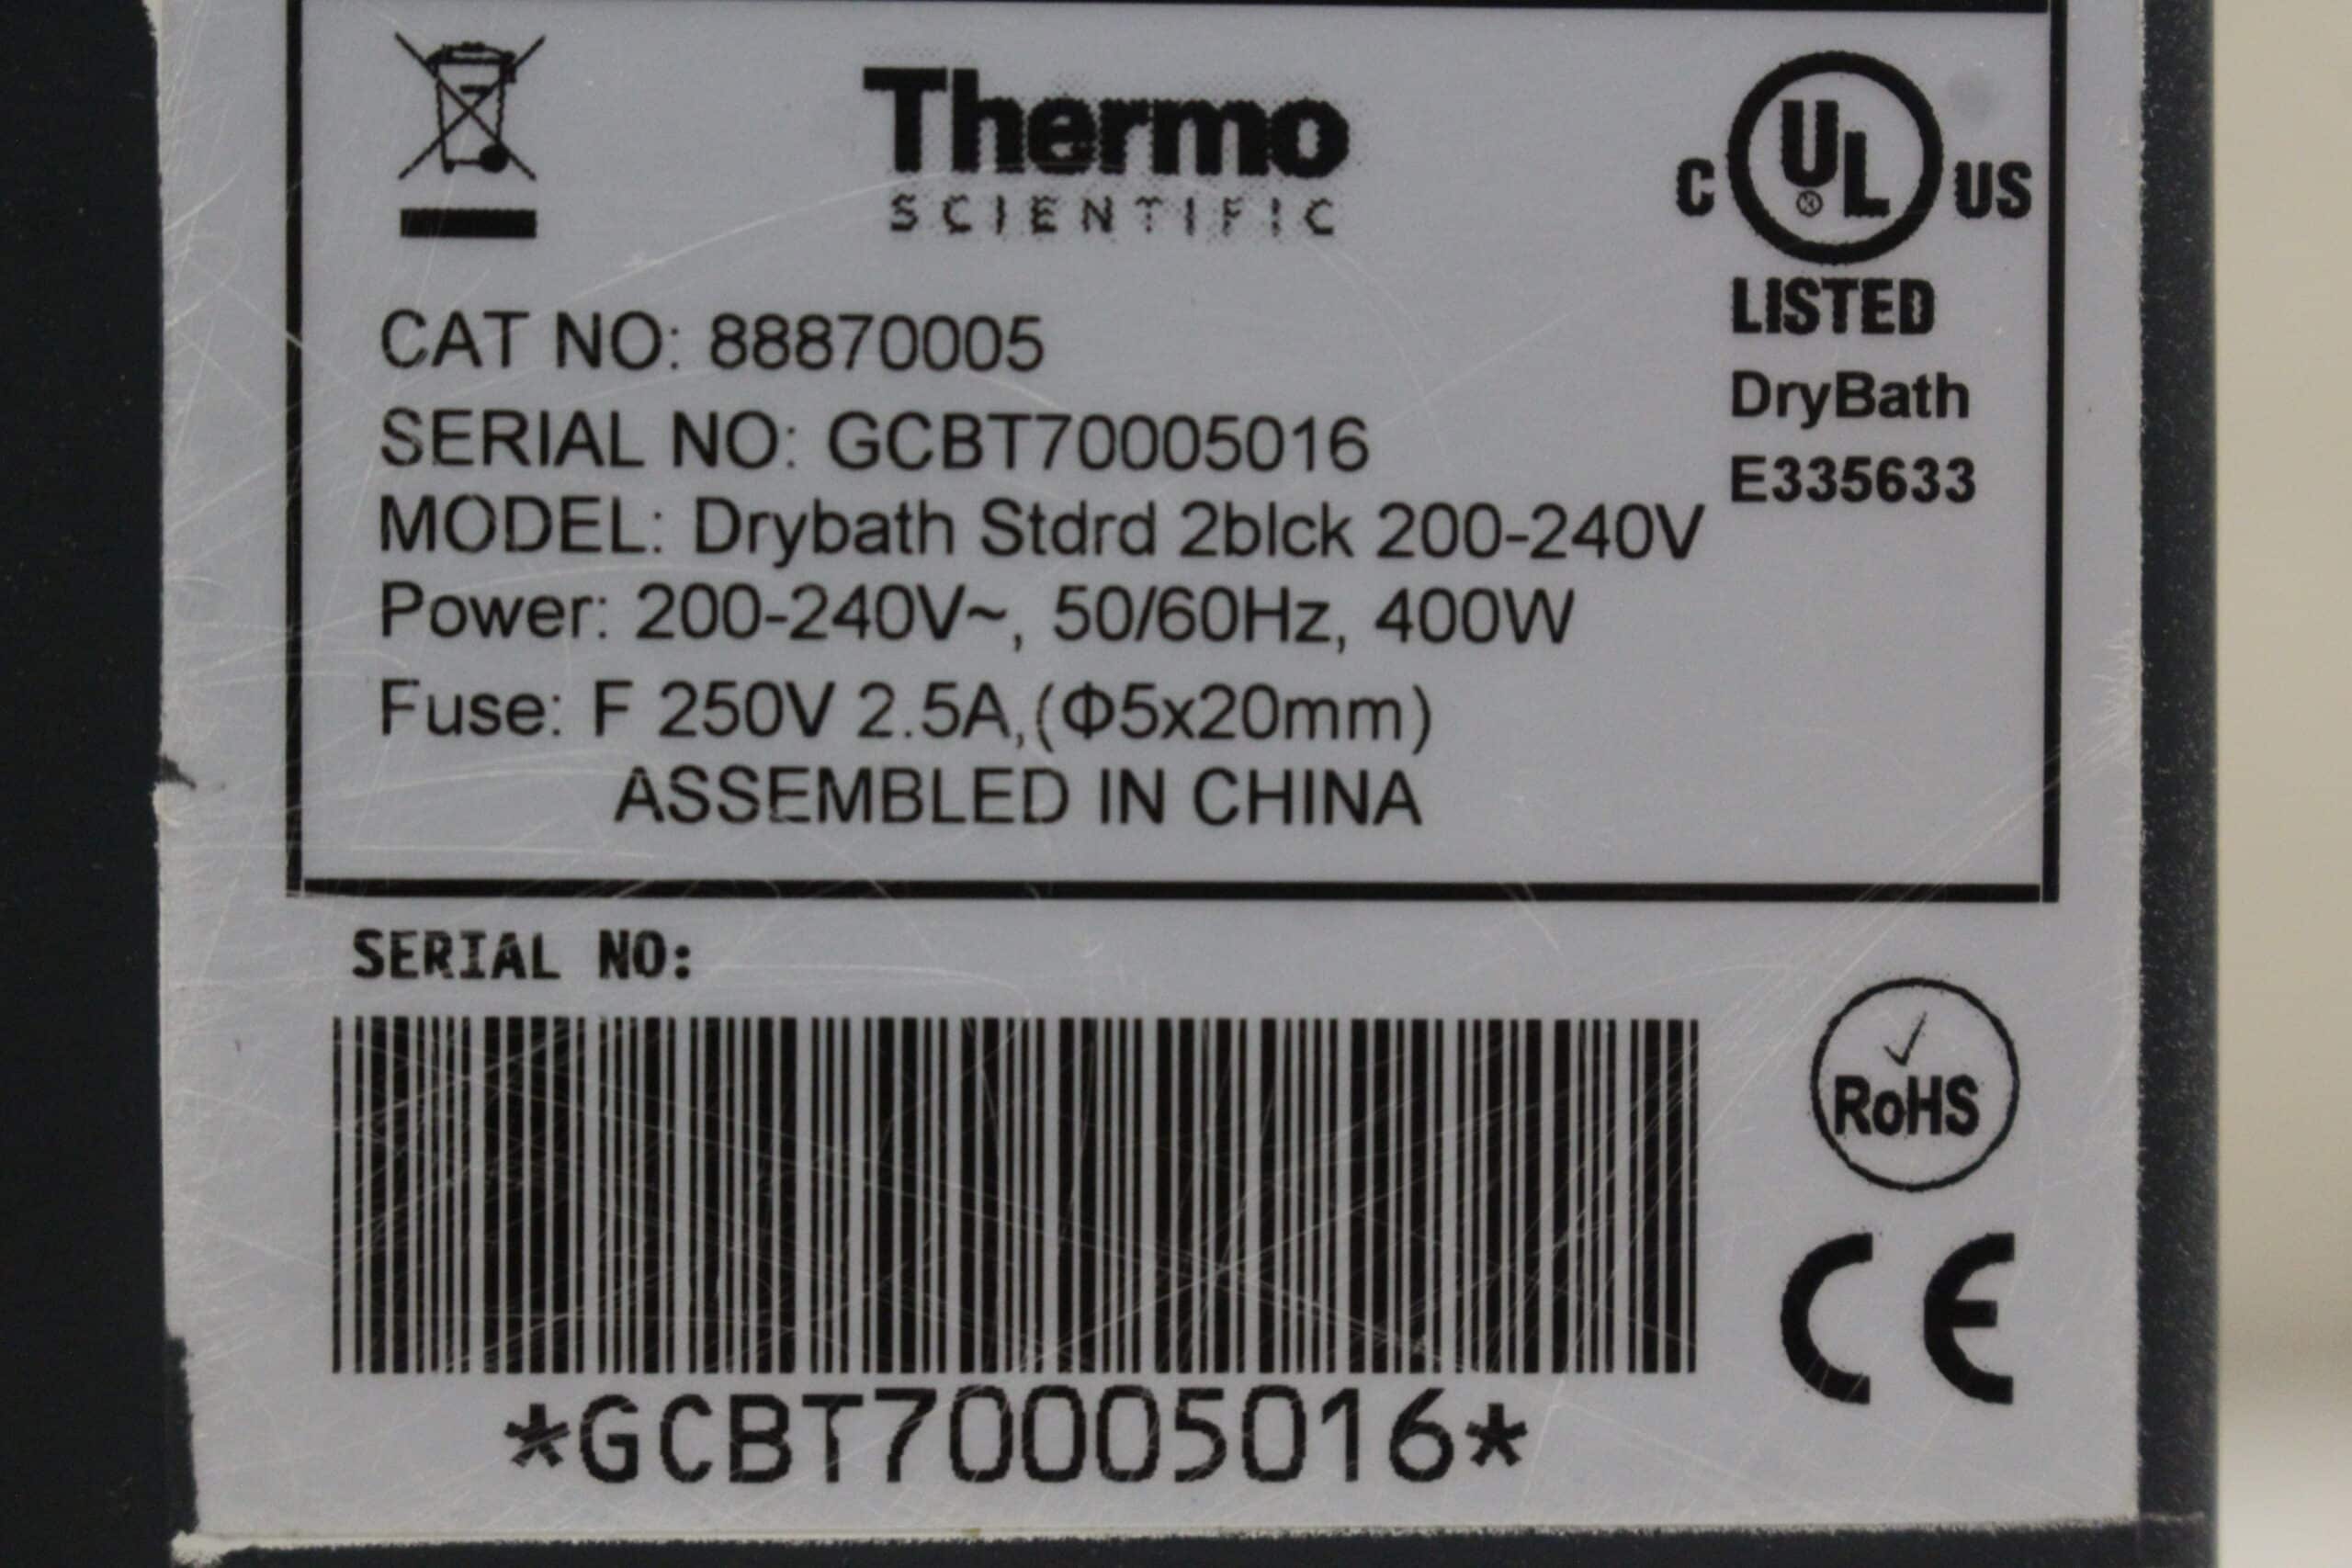 Thermo
SCIENTIFIC
C UL ® US
LISTED
DryBath
E335633
CAT NO: 88870005
SERIAL NO: GCBT70005016
MODEL: Drybath Stdrd 2blck 200-240V
Power: 200-240V~, 50/60Hz, 400W
Fuse: F 250V 2.5A,(Φ5x20mm)
ASSEMBLED IN CHINA
SERIAL NO:
*GCBT70005016*
RoHS
CE